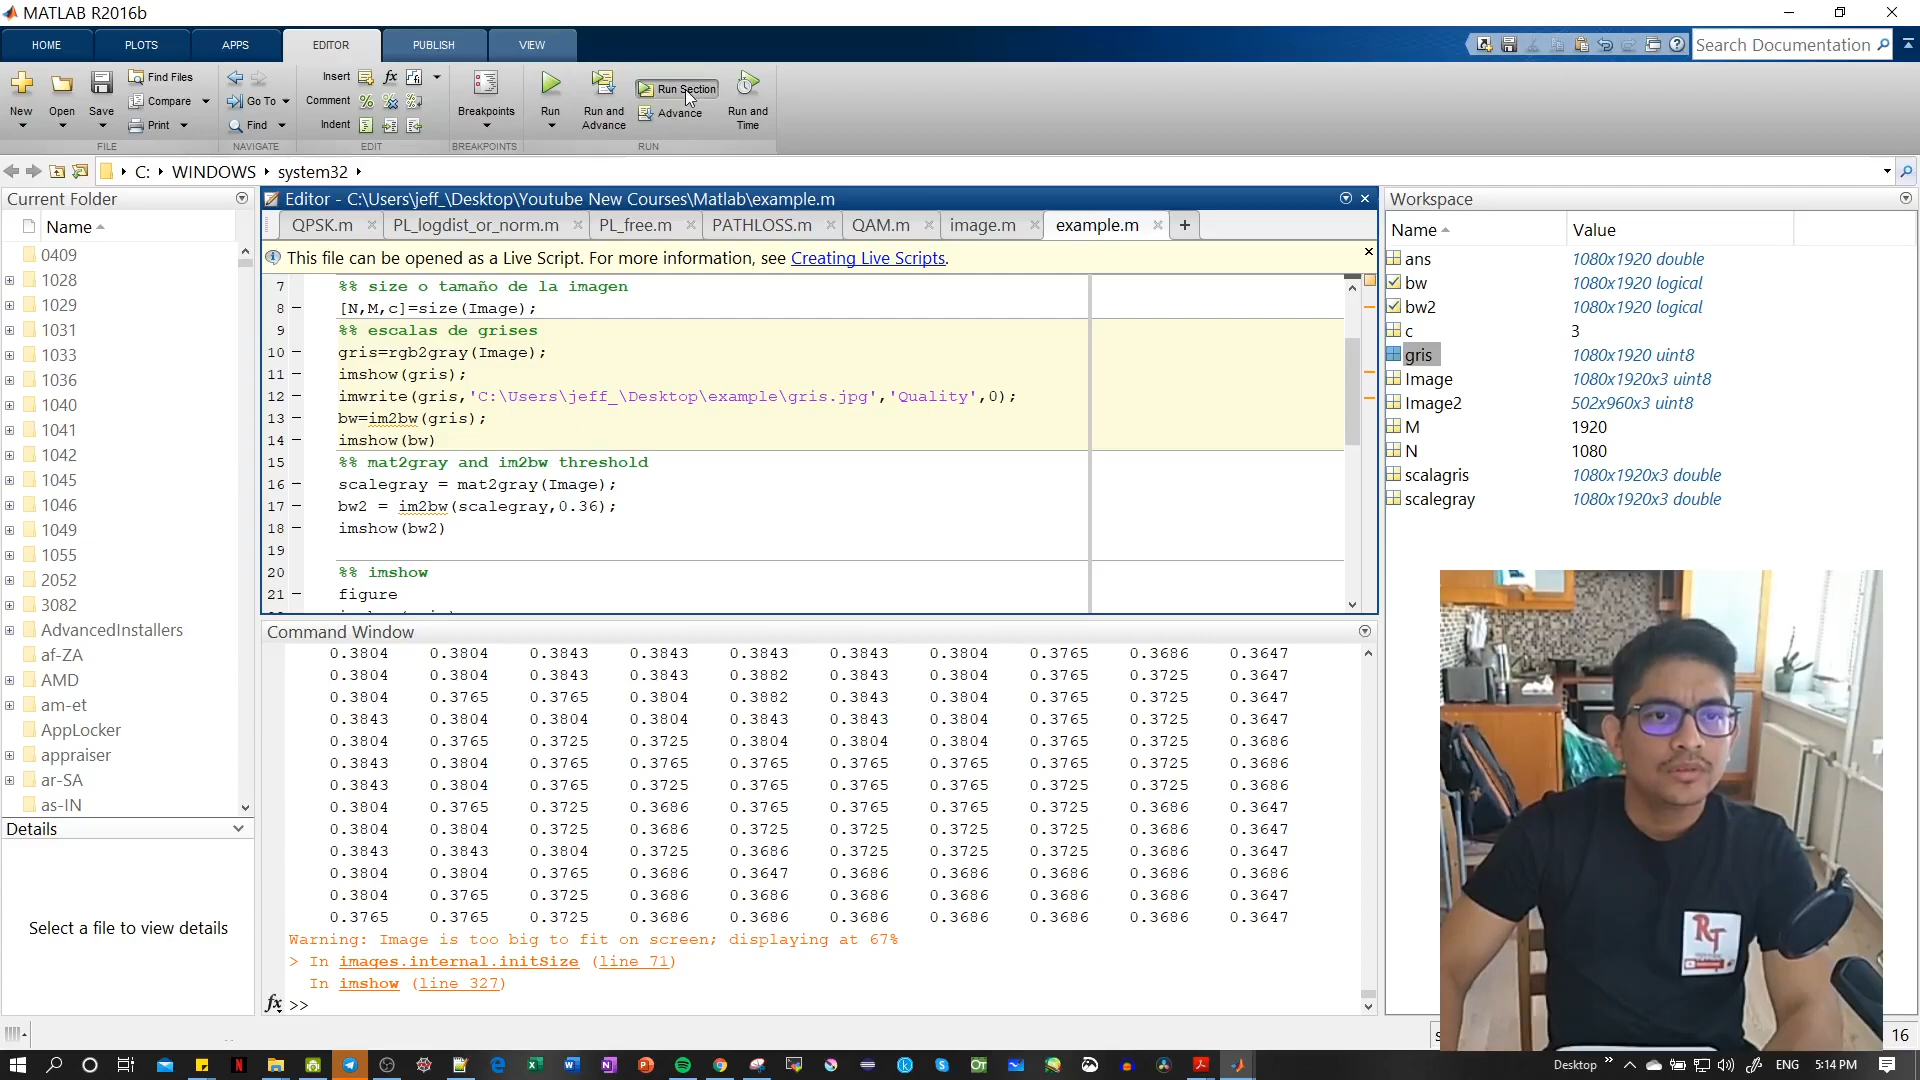 MATLAB R2016b
HOME PLOTS APPS EDITOR PUBLISH VIEW
Search Documentation
New Open Save Find Files Compare Print
Go To Find
Insert fx
Comment
Indent
Breakpoints
Run Run and Advance Run Section Advance Run and Time
FILE NAVIGATE EDIT BREAKPOINTS RUN
C: WINDOWS system32
Current Folder
Name
0409
1028
1029
1031
1033
1036
1040
1041
1042
1045
1046
1049
1055
2052
3082
AdvancedInstallers
af-ZA
AMD
am-et
AppLocker
appraiser
ar-SA
as-IN
Details
Select a file to view details
Editor - C:\Users\jeff_\Desktop\Youtube New Courses\Matlab\example.m
QPSK.m PL_logdist_or_norm.m PL_free.m PATHLOSS.m QAM.m image.m example.m +
This file can be opened as a Live Script. For more information, see Creating Live Scripts.
7 %% size o tamaño de la imagen
8 – [N,M,c]=size(Image);
9 %% escalas de grises
10 – gris=rgb2gray(Image);
11 – imshow(gris);
12 – imwrite(gris,'C:\Users\jeff_\Desktop\example\gris.jpg','Quality',0);
13 – bw=im2bw(gris);
14 – imshow(bw)
15 %% mat2gray and im2bw threshold
16 – scalegray = mat2gray(Image);
17 – bw2 = im2bw(scalegray,0.36);
18 – imshow(bw2)
19
20 %% imshow
21 – figure
Command Window
0.3804 0.3804 0.3843 0.3843 0.3843 0.3843 0.3804 0.3765 0.3686 0.3647
0.3804 0.3804 0.3843 0.3843 0.3882 0.3843 0.3804 0.3765 0.3725 0.3647
0.3804 0.3765 0.3765 0.3804 0.3882 0.3843 0.3804 0.3765 0.3725 0.3647
0.3843 0.3804 0.3804 0.3804 0.3843 0.3843 0.3804 0.3765 0.3725 0.3647
0.3804 0.3765 0.3725 0.3725 0.3804 0.3804 0.3804 0.3765 0.3725 0.3686
0.3843 0.3804 0.3765 0.3765 0.3765 0.3765 0.3765 0.3765 0.3725 0.3686
0.3843 0.3804 0.3765 0.3725 0.3765 0.3765 0.3765 0.3725 0.3725 0.3686
0.3804 0.3765 0.3725 0.3686 0.3765 0.3765 0.3765 0.3725 0.3686 0.3647
0.3804 0.3804 0.3725 0.3686 0.3725 0.3725 0.3725 0.3725 0.3686 0.3647
0.3843 0.3843 0.3804 0.3725 0.3686 0.3725 0.3725 0.3725 0.3686 0.3647
0.3804 0.3804 0.3765 0.3686 0.3647 0.3686 0.3686 0.3686 0.3686 0.3686
0.3804 0.3765 0.3725 0.3686 0.3686 0.3686 0.3686 0.3686 0.3686 0.3647
0.3765 0.3765 0.3725 0.3686 0.3686 0.3686 0.3686 0.3686 0.3686 0.3647
Warning: Image is too big to fit on screen; displaying at 67%
> In images.internal.initSize (line 71)
In imshow (line 327)
fx >>
Workspace
Name Value
ans 1080x1920 double
bw 1080x1920 logical
bw2 1080x1920 logical
c 3
gris 1080x1920 uint8
Image 1080x1920x3 uint8
Image2 502x960x3 uint8
M 1920
N 1080
scalagris 1080x1920x3 double
scalegray 1080x1920x3 double
RT
16
Desktop ENG 5:14 PM